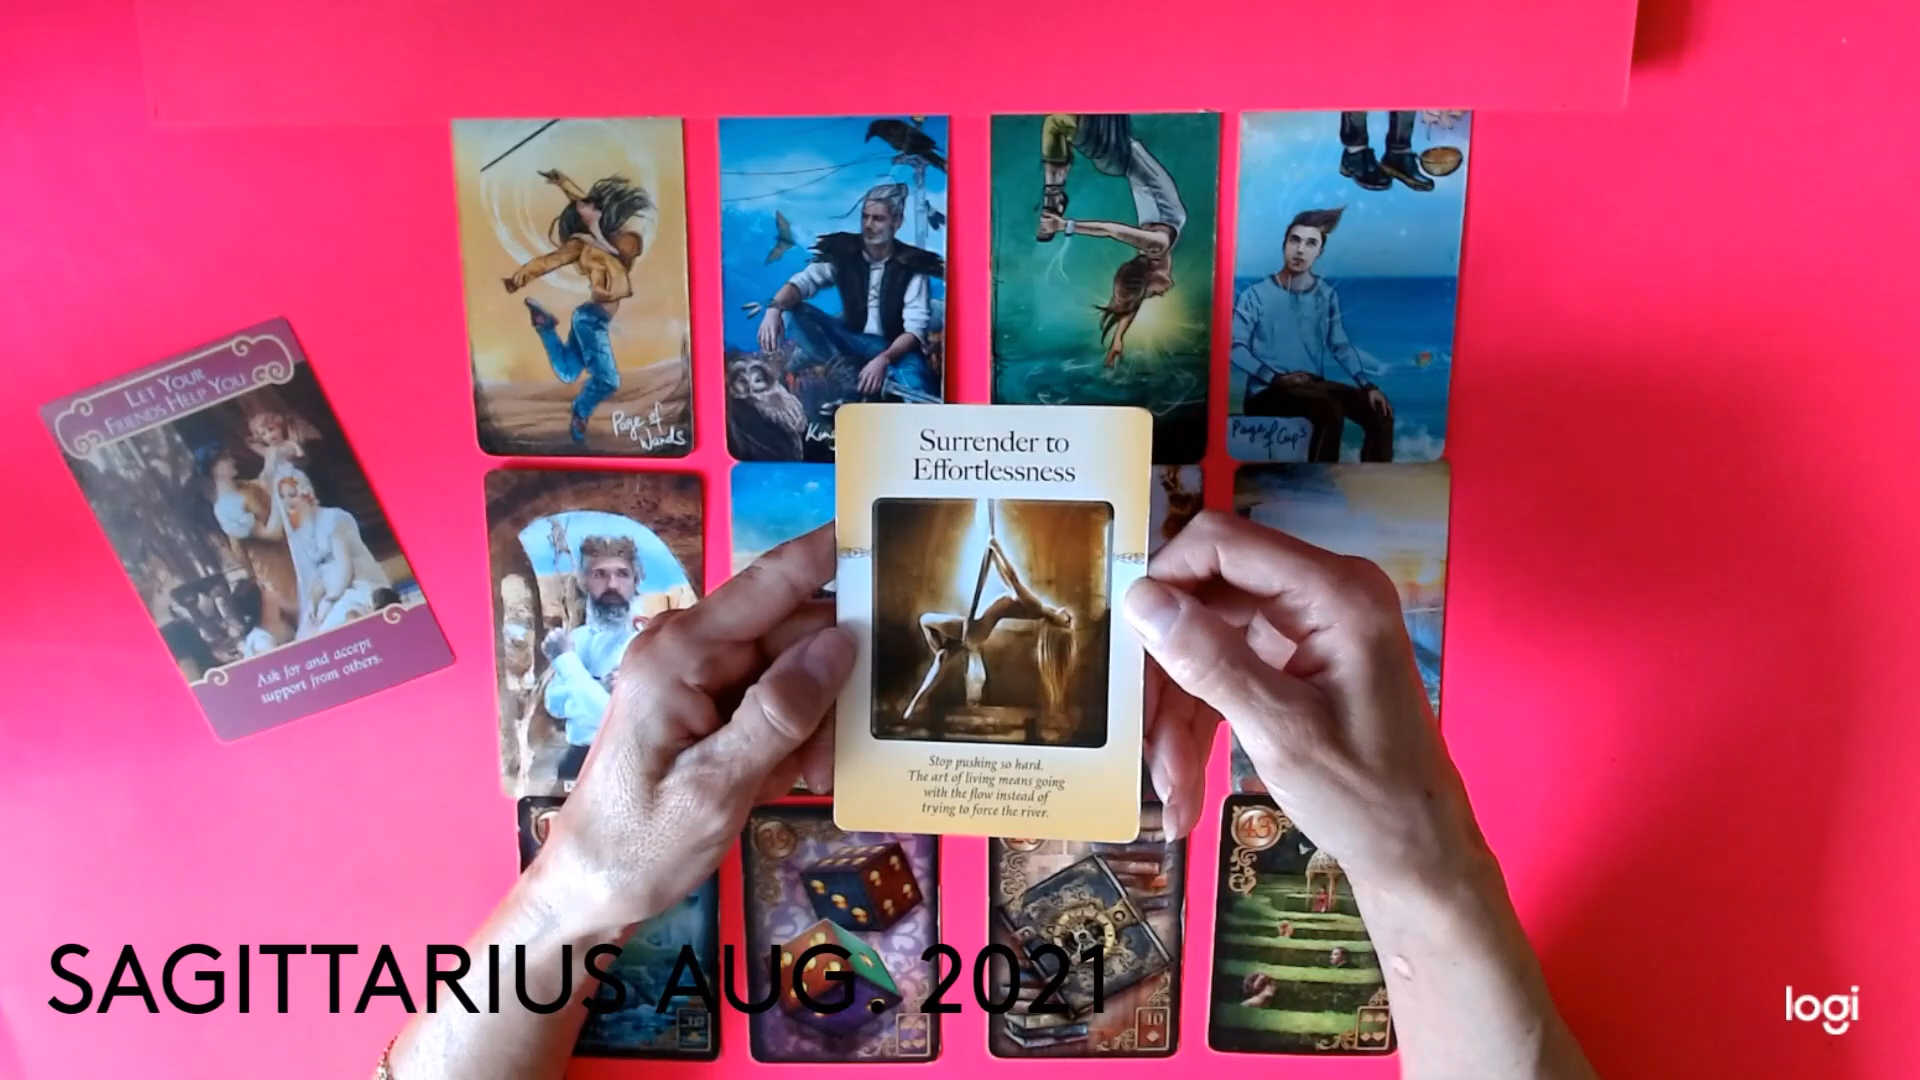 LET YOUR
FRIENDS HELP YOU
Ask for and accept
support from others.
Page of
Wands
Page
of Cups
Surrender to
Effortlessness
Stop pushing so hard.
The art of living means going
with the flow instead of
trying to force the river.
39
43
10
SAGITTARIUS AUG. 2021
logi